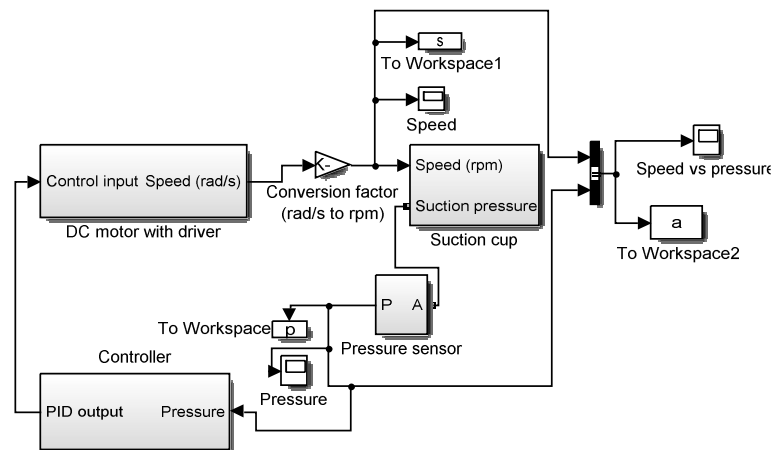 s
To Workspace1
Speed
Control input Speed (rad/s)
DC motor with driver
K-
Conversion factor
(rad/s to rpm)
Speed (rpm)
Suction pressure
Suction cup
Speed vs pressure
a
To Workspace2
P A
Pressure sensor
To Workspace
p
Pressure
Controller
PID output Pressure